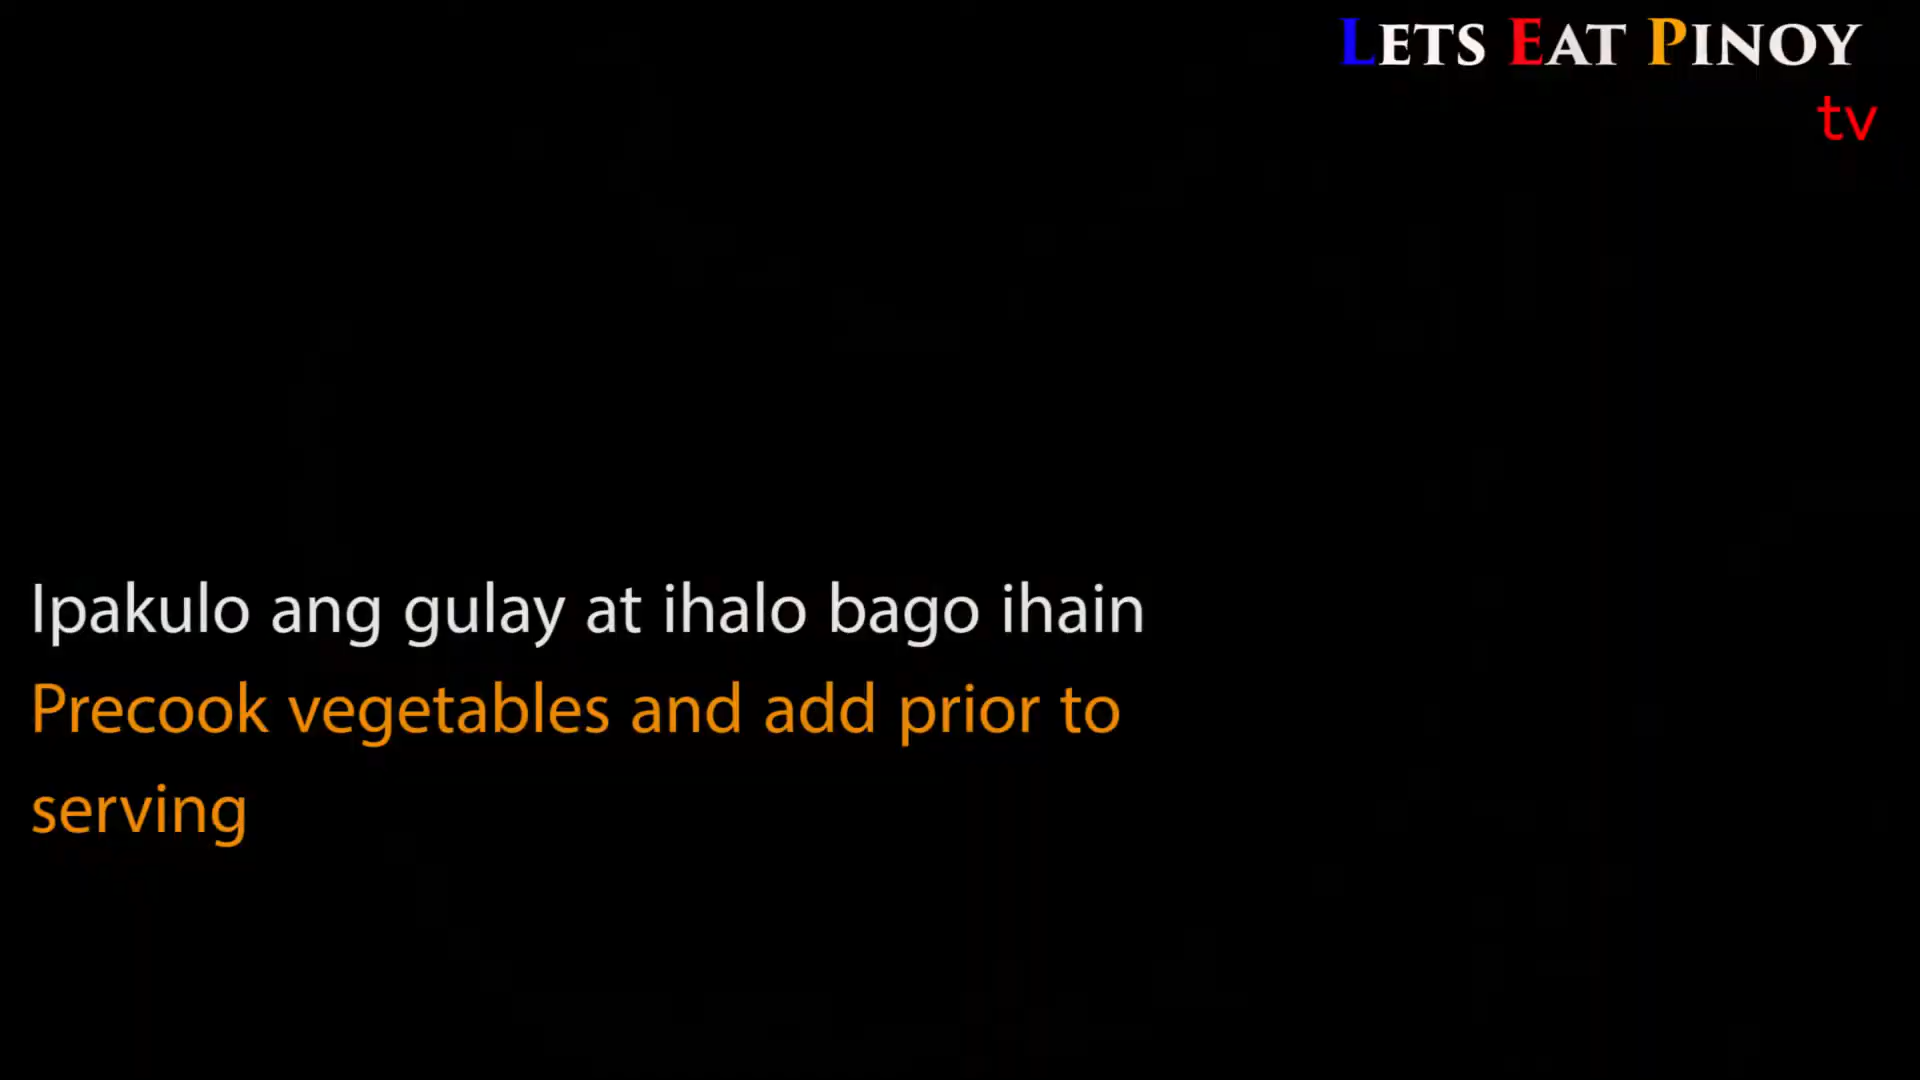 LETS EAT PINOY
tv
Ipakulo ang gulay at ihalo bago ihain
Precook vegetables and add prior to
serving